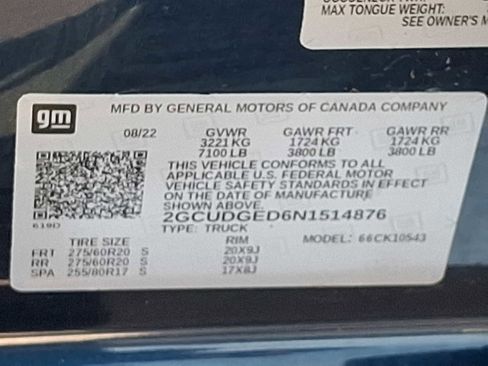 MAX TONGUE WEIGHT:
SEE OWNER'S M
gm
MFD BY GENERAL MOTORS OF CANADA COMPANY
08/22 GVWR GAWR FRT GAWR RR
3221 KG 1724 KG 1724 KG
7100 LB 3800 LB 3800 LB
THIS VEHICLE CONFORMS TO ALL
APPLICABLE U.S. FEDERAL MOTOR
VEHICLE SAFETY STANDARDS IN EFFECT
ON THE DATE OF MANUFACTURE
SHOWN ABOVE.
2GCUDGED6N1514876
619D TYPE: TRUCK
TIRE SIZE RIM MODEL: 66CK10543
FRT 275/60R20 S 20X9J
RR 275/60R20 S 20X9J
SPA 255/80R17 S 17X8J